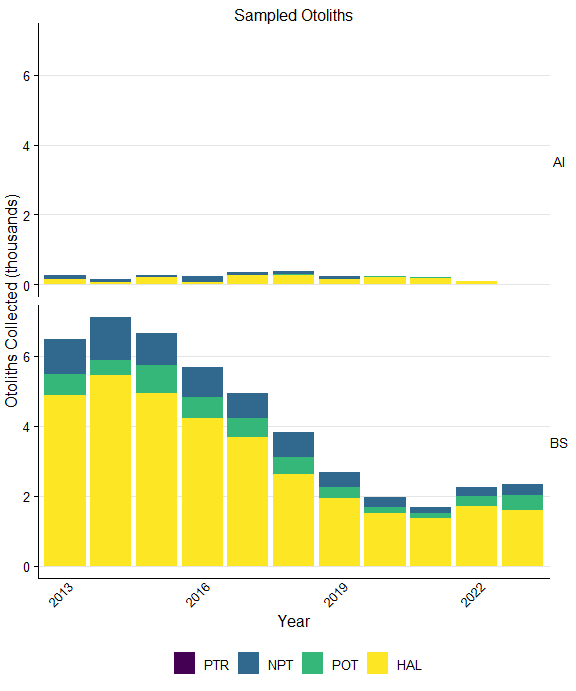 Sampled Otoliths
Otoliths Collected (thousands)
6
4
2
0
AI
6
4
2
0
BS
2013
2016
2019
2022
Year
PTR
NPT
POT
HAL